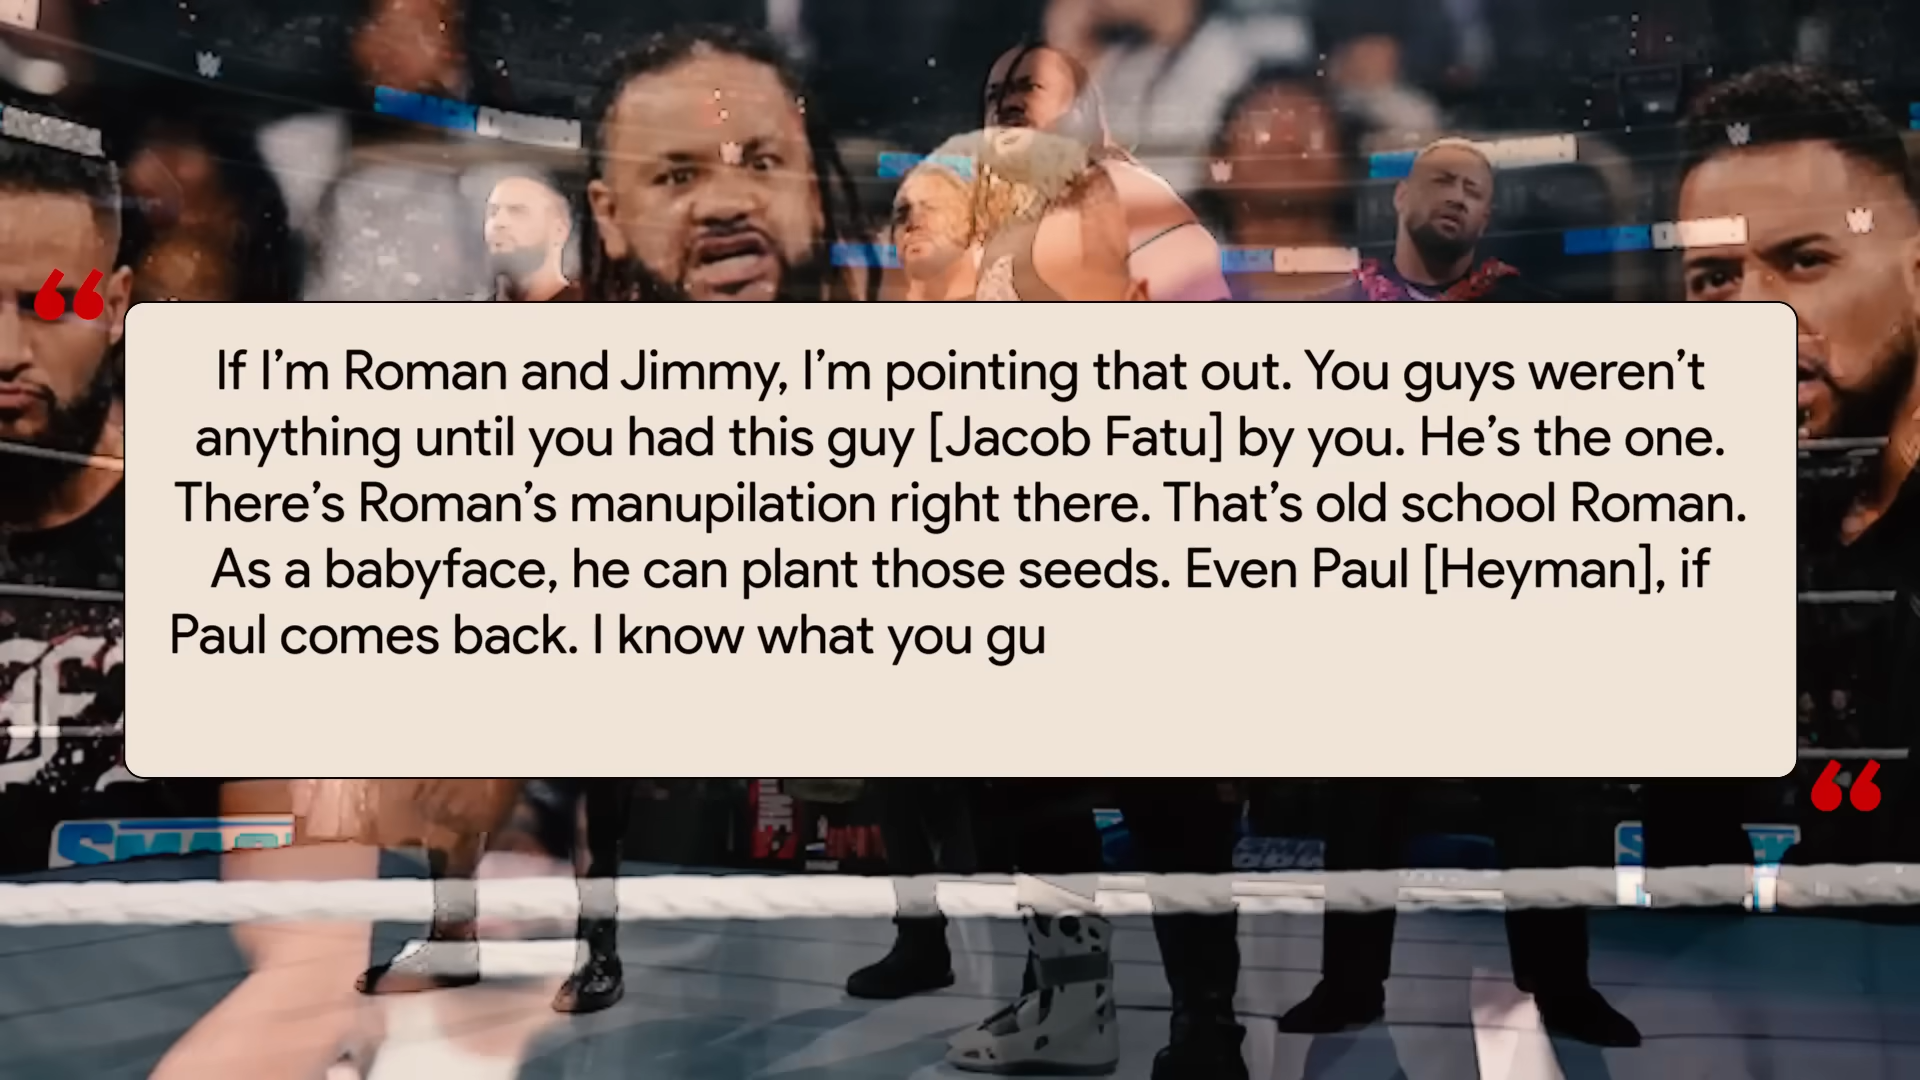 SMACK DOWN
“
If I’m Roman and Jimmy, I’m pointing that out. You guys weren’t
anything until you had this guy [Jacob Fatu] by you. He’s the one.
There’s Roman’s manupilation right there. That’s old school Roman.
As a babyface, he can plant those seeds. Even Paul [Heyman], if
Paul comes back. I know what you gu
“